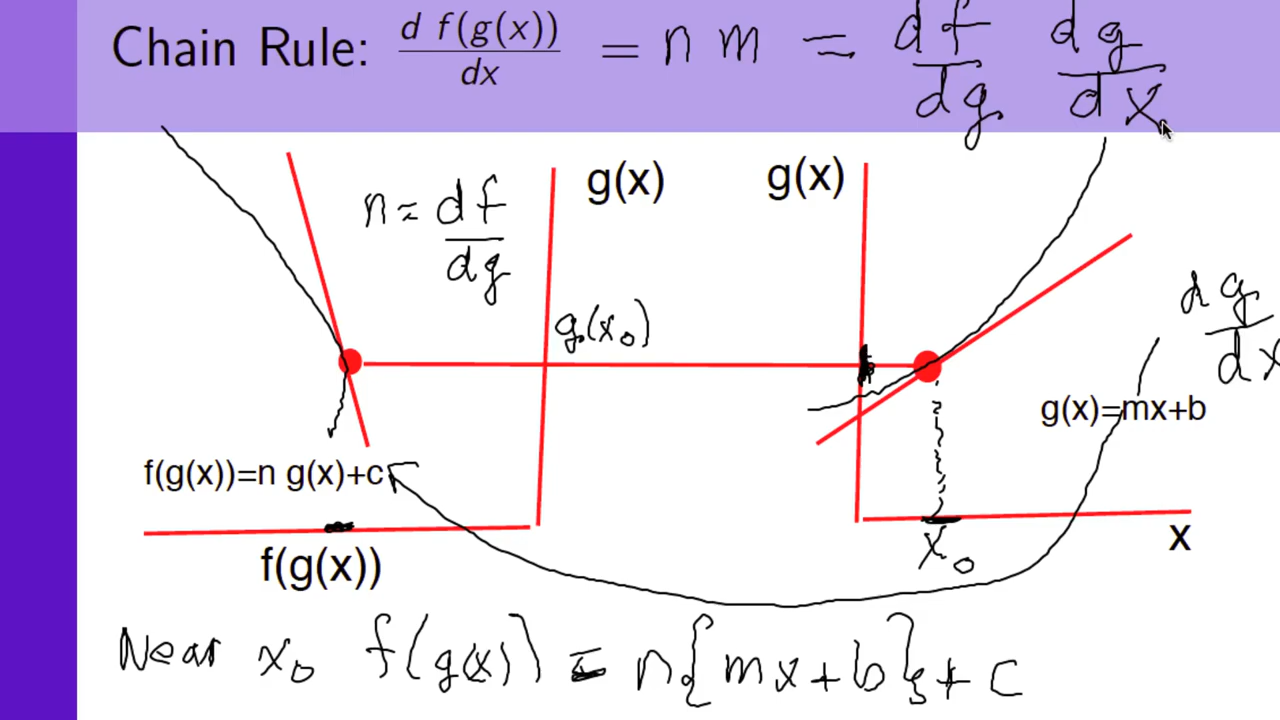 Chain Rule: d f(g(x))/dx = n m = df/dg dg/dx
n = df/dg
g(x)
g(x)
g(x₀)
dg/dx
g(x)=mx+b
f(g(x))=n g(x)+c
f(g(x))
x₀
x
Near x₀ f(g(x)) = n{mx+b}+c